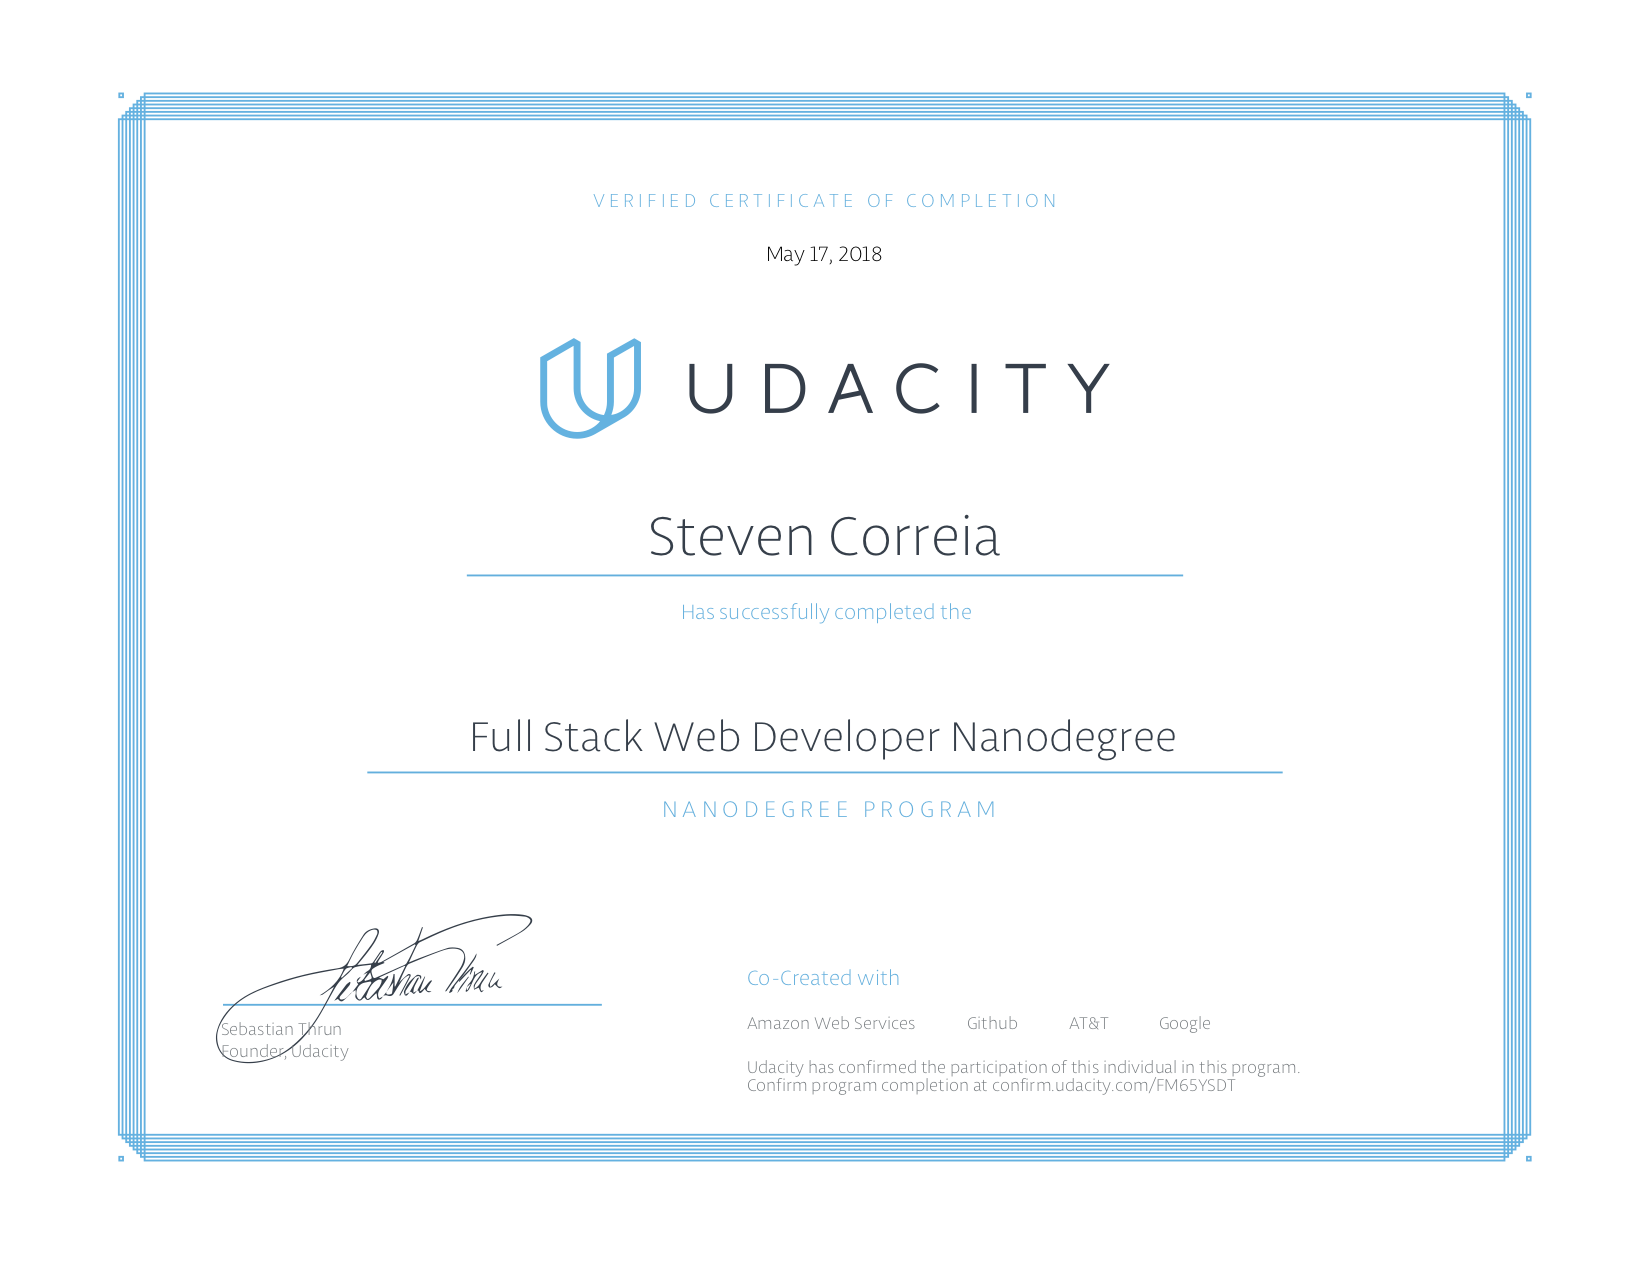 VERIFIED CERTIFICATE OF COMPLETION
May 17, 2018
UDACITY
Steven Correia
Has successfully completed the
Full Stack Web Developer Nanodegree
NANODEGREE PROGRAM
Sebastian Thrun
Sebastian Thrun
Founder, Udacity
Co-Created with
Amazon Web Services Github AT&T Google
Udacity has confirmed the participation of this individual in this program.
Confirm program completion at confirm.udacity.com/FM65YSDT